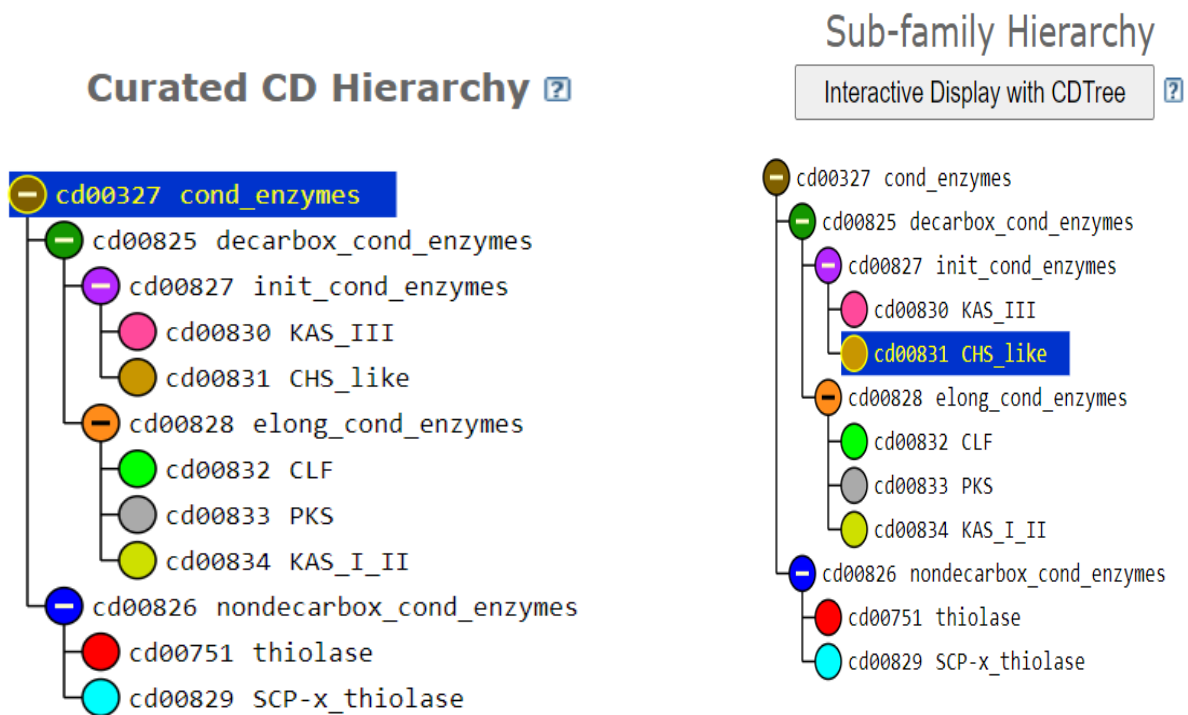 Curated CD Hierarchy ?
cd00327 cond_enzymes
cd00825 decarbox_cond_enzymes
cd00827 init_cond_enzymes
cd00830 KAS_III
cd00831 CHS_like
cd00828 elong_cond_enzymes
cd00832 CLF
cd00833 PKS
cd00834 KAS_I_II
cd00826 nondecarbox_cond_enzymes
cd00751 thiolase
cd00829 SCP-x_thiolase
Sub-family Hierarchy
Interactive Display with CDTree ?
cd00327 cond_enzymes
cd00825 decarbox_cond_enzymes
cd00827 init_cond_enzymes
cd00830 KAS_III
cd00831 CHS_like
cd00828 elong_cond_enzymes
cd00832 CLF
cd00833 PKS
cd00834 KAS_I_II
cd00826 nondecarbox_cond_enzymes
cd00751 thiolase
cd00829 SCP-x_thiolase